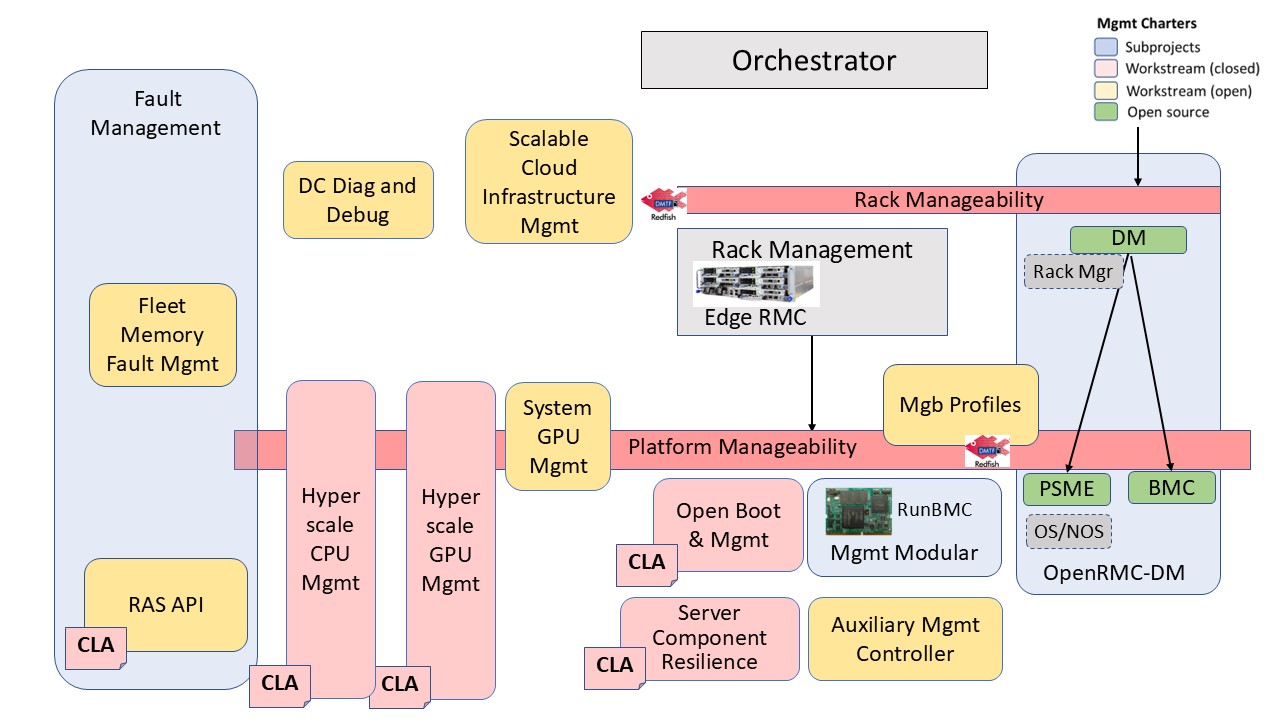 Mgmt Charters
Subprojects
Workstream (closed)
Workstream (open)
Open source
Orchestrator
Fault
Management
Scalable
Cloud
Infrastructure
Mgmt
DC Diag and
Debug
DMTF
Redfish
Rack Manageability
DM
Rack Mgr
Rack Management
Edge RMC
Fleet
Memory
Fault Mgmt
System
GPU
Mgmt
Mgb Profiles
Platform Manageability
DMTF
Redfish
Hyper
scale
CPU
Mgmt
Hyper
scale
GPU
Mgmt
Open Boot
& Mgmt
CLA
RunBMC
Mgmt Modular
PSME
BMC
OS/NOS
OpenRMC-DM
RAS API
CLA
CLA
CLA
Server
Component
Resilience
CLA
Auxiliary Mgmt
Controller